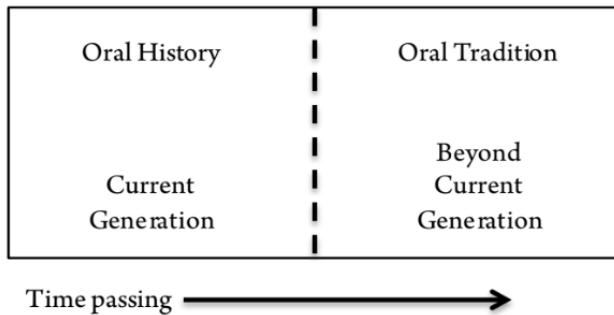 Oral History
Oral Tradition
Current
Generation
Beyond
Current
Generation
Time passing